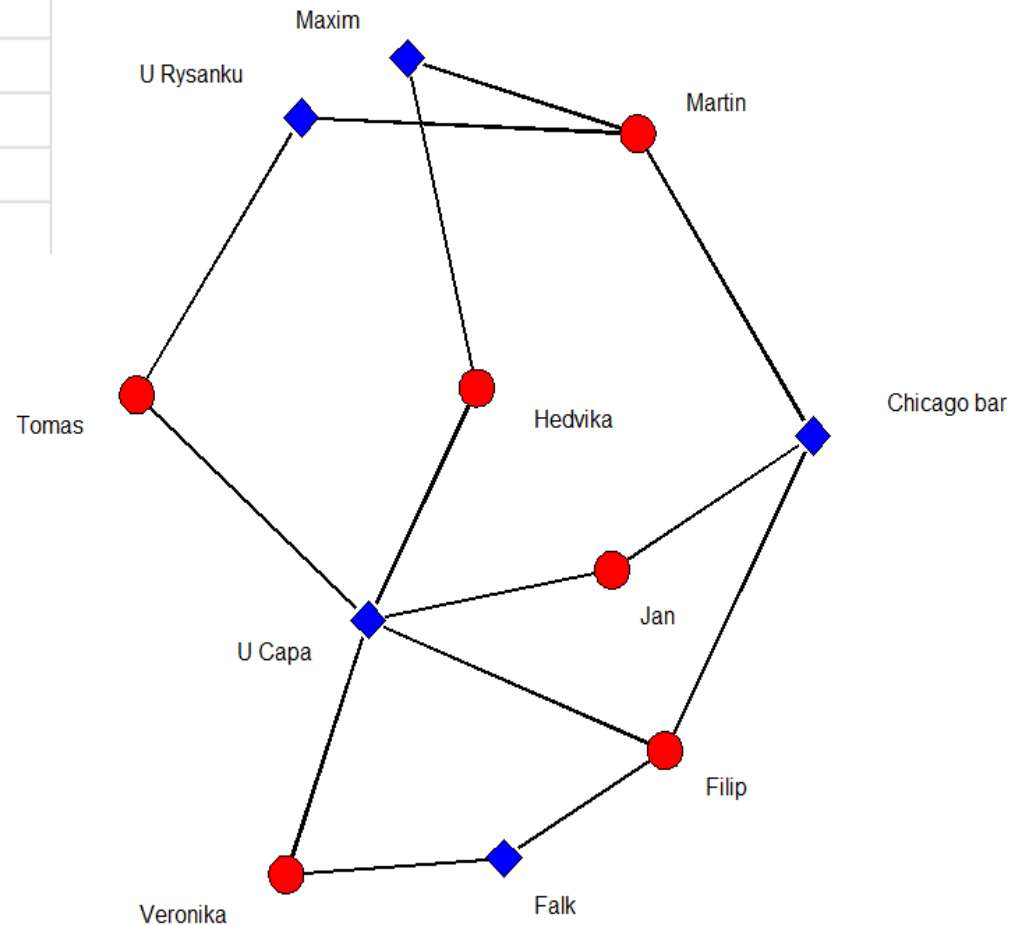 Maxim
U Rysanku
Martin
Chicago bar
Hedvika
Tomas
Jan
U Capa
Filip
Falk
Veronika